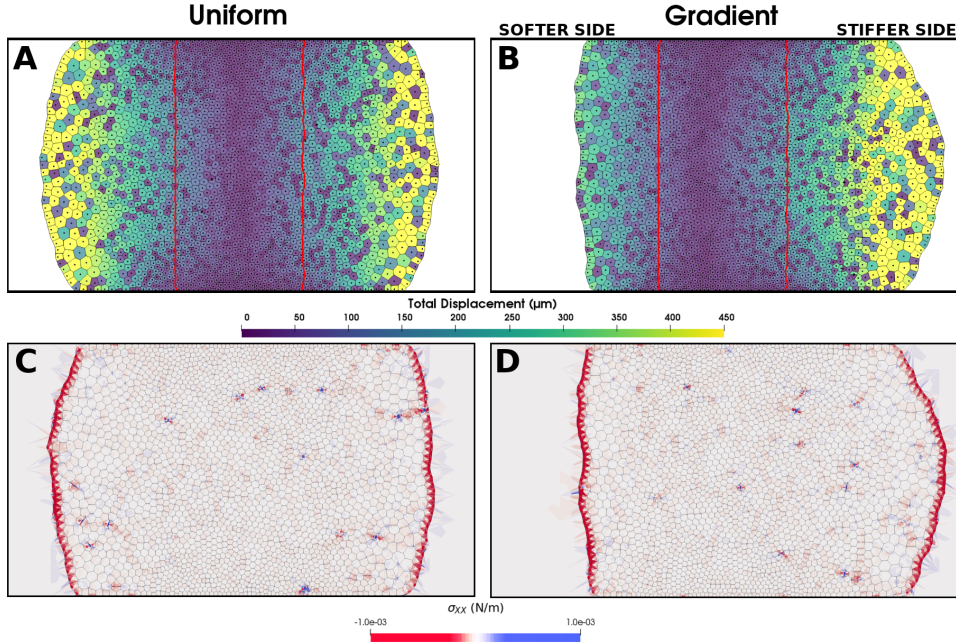 Uniform
Gradient
SOFTER SIDE
STIFFER SIDE
A
B
Total Displacement (μm)
0 50 100 150 200 250 300 350 400 450
C
D
σXX (N/m)
-1.0e-03 1.0e-03